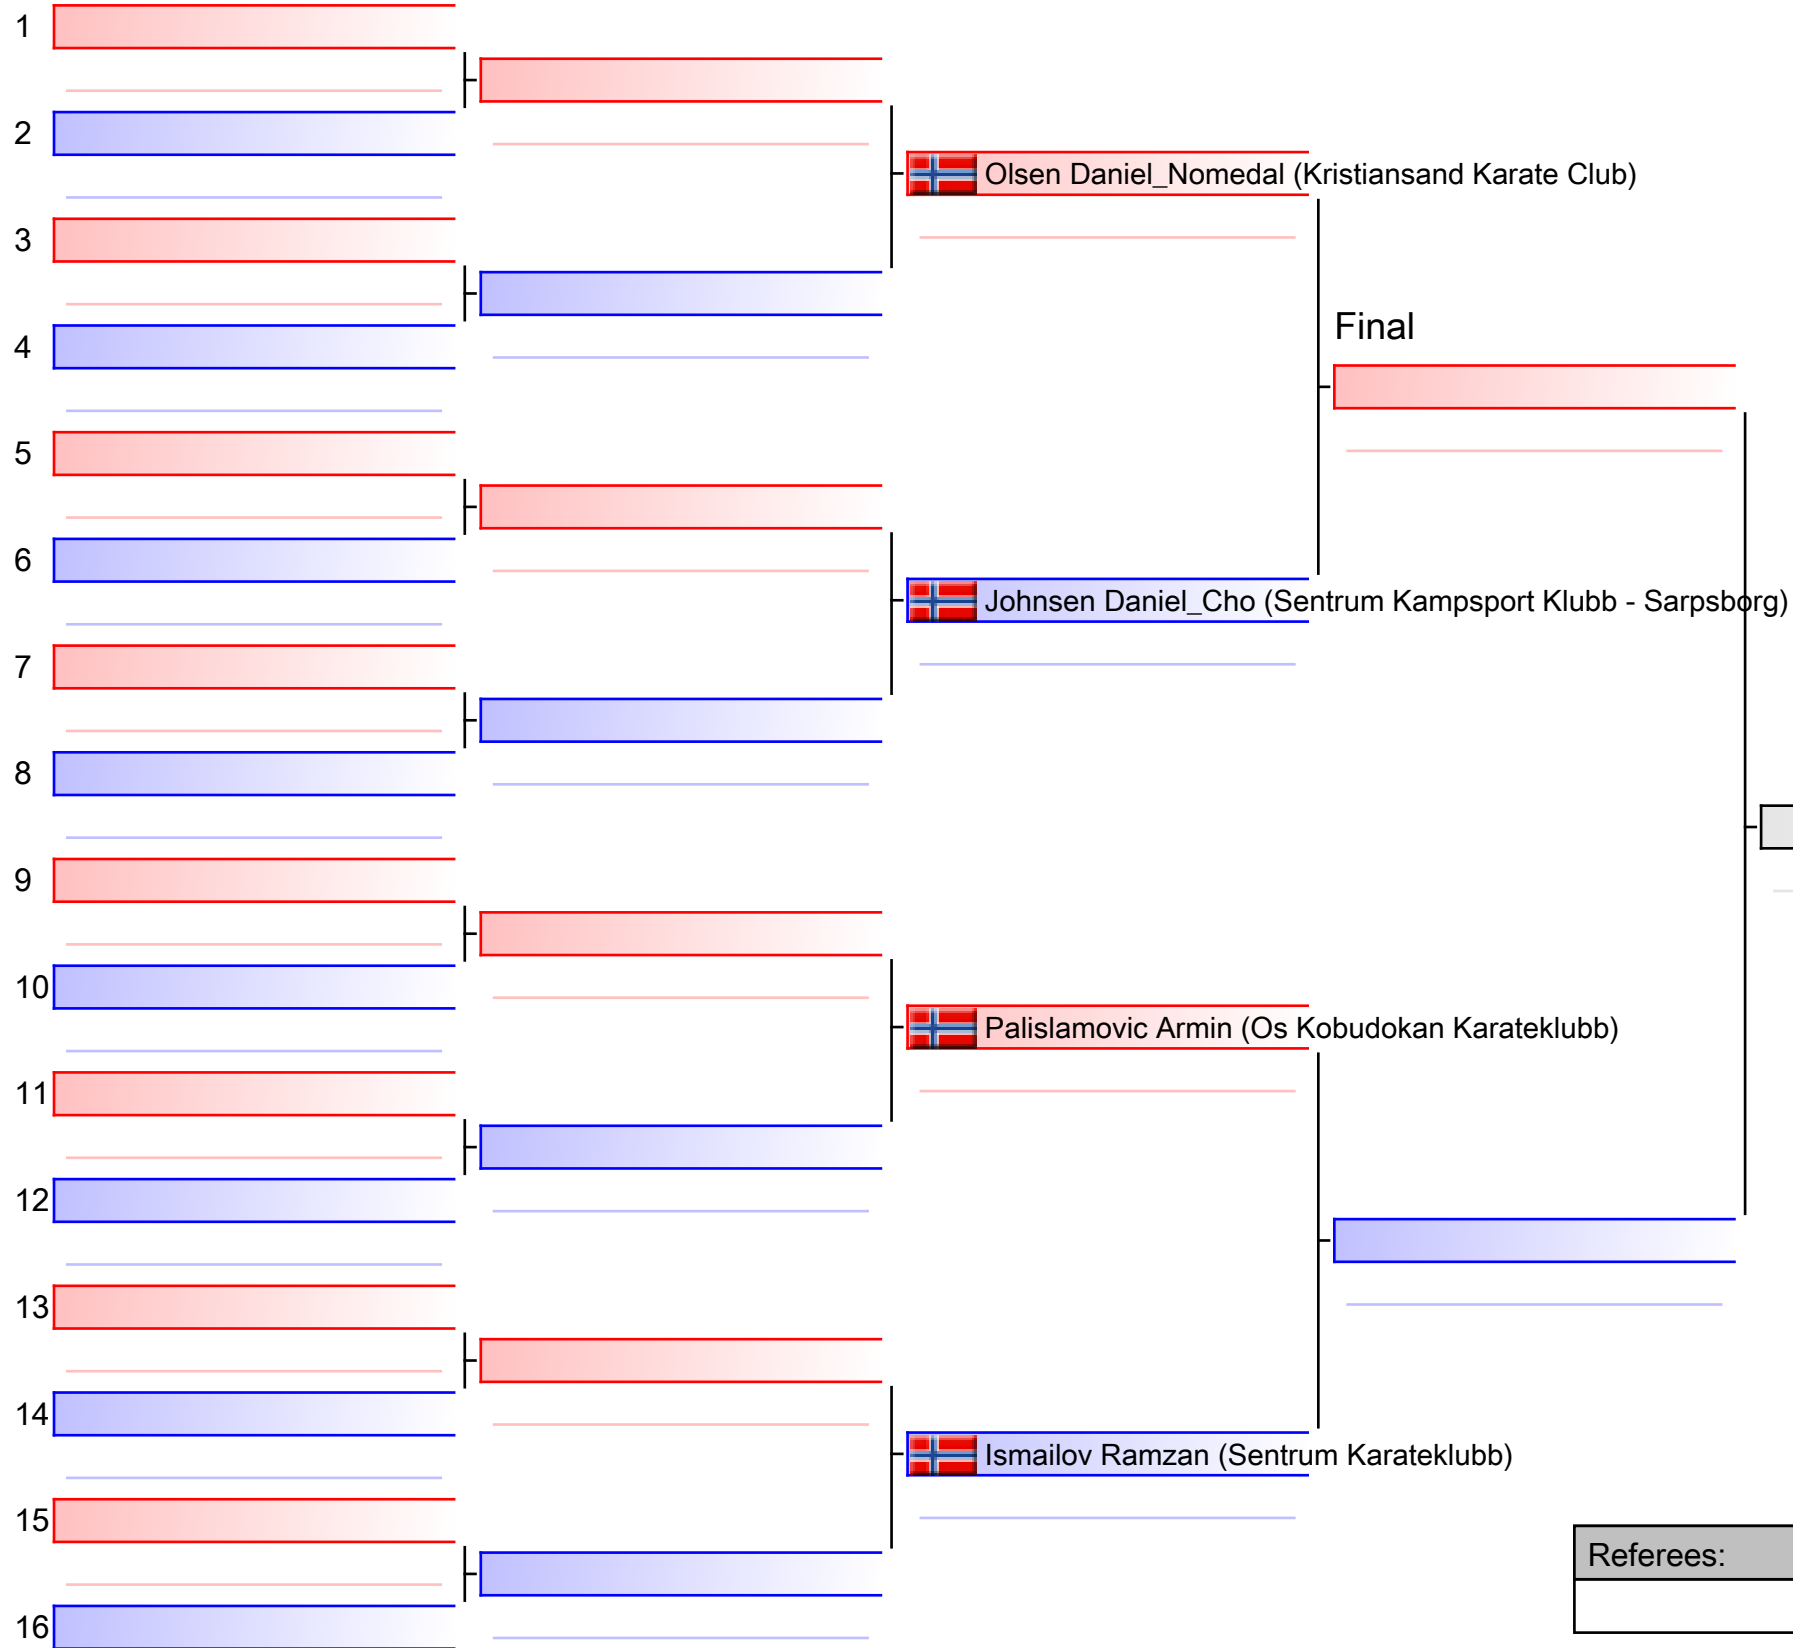 1
2
Olsen Daniel_Nomedal (Kristiansand Karate Club)
3
Final
4
5
6
Johnsen Daniel_Cho (Sentrum Kampsport Klubb - Sarpsborg)
7
8
9
10
Palislamovic Armin (Os Kobudokan Karateklubb)
11
12
13
14
Ismailov Ramzan (Sentrum Karateklubb)
15
Referees:
16